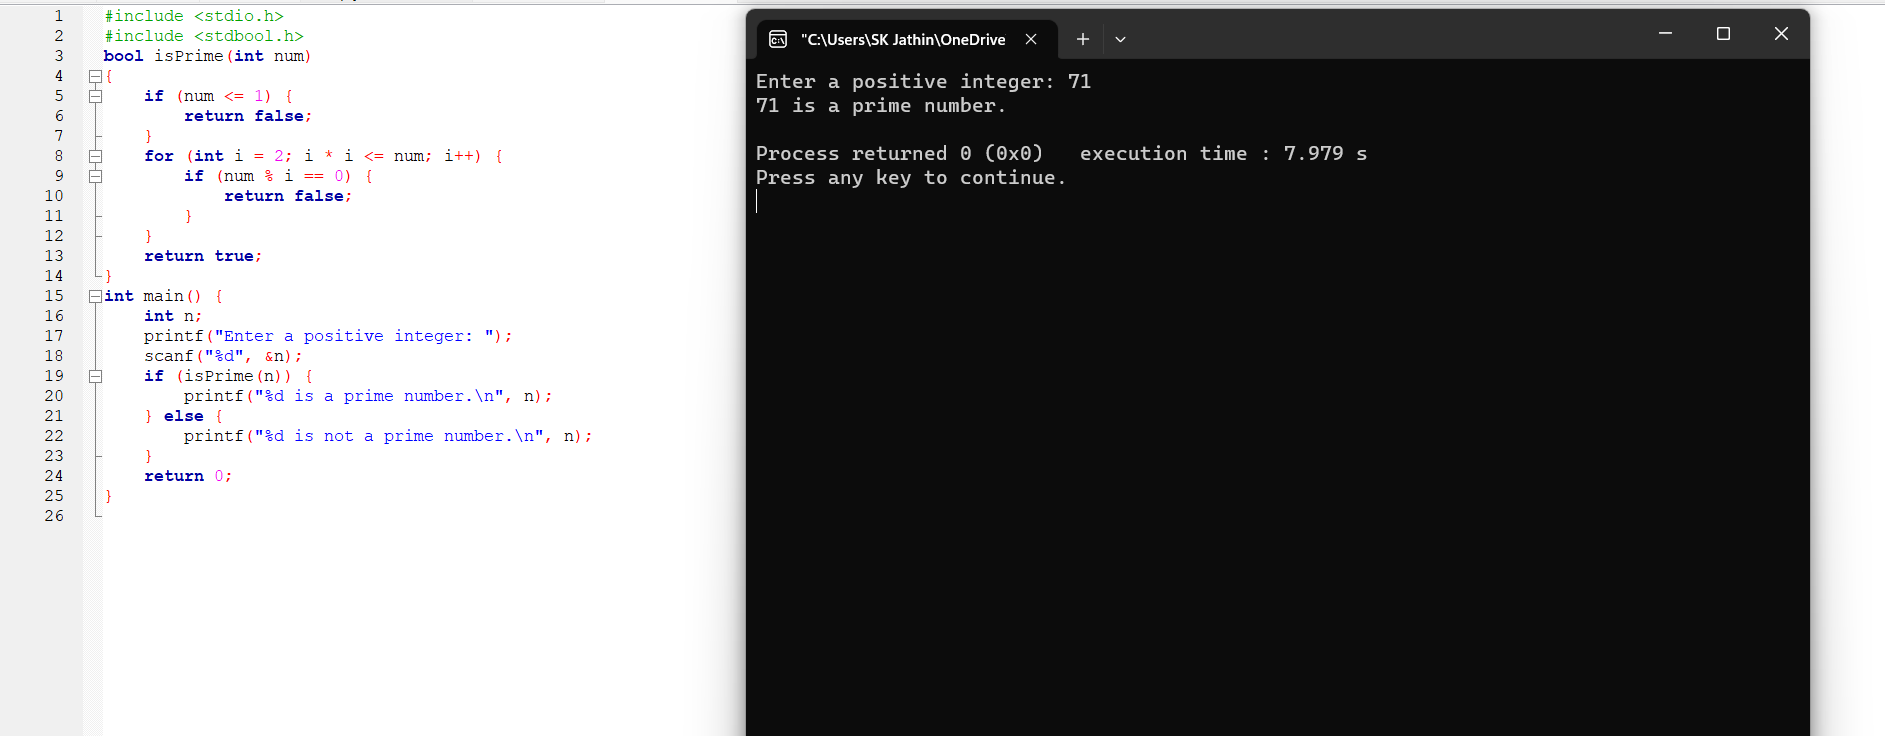 1 #include <stdio.h>
2 #include <stdbool.h>
3 bool isPrime(int num)
4 {
5     if (num <= 1) {
6         return false;
7     }
8     for (int i = 2; i * i <= num; i++) {
9         if (num % i == 0) {
10             return false;
11         }
12     }
13     return true;
14 }
15 int main() {
16     int n;
17     printf("Enter a positive integer: ");
18     scanf("%d", &n);
19     if (isPrime(n)) {
20         printf("%d is a prime number.\n", n);
21     } else {
22         printf("%d is not a prime number.\n", n);
23     }
24     return 0;
25 }
26
"C:\Users\SK Jathin\OneDrive
Enter a positive integer: 71
71 is a prime number.
Process returned 0 (0x0)   execution time : 7.979 s
Press any key to continue.